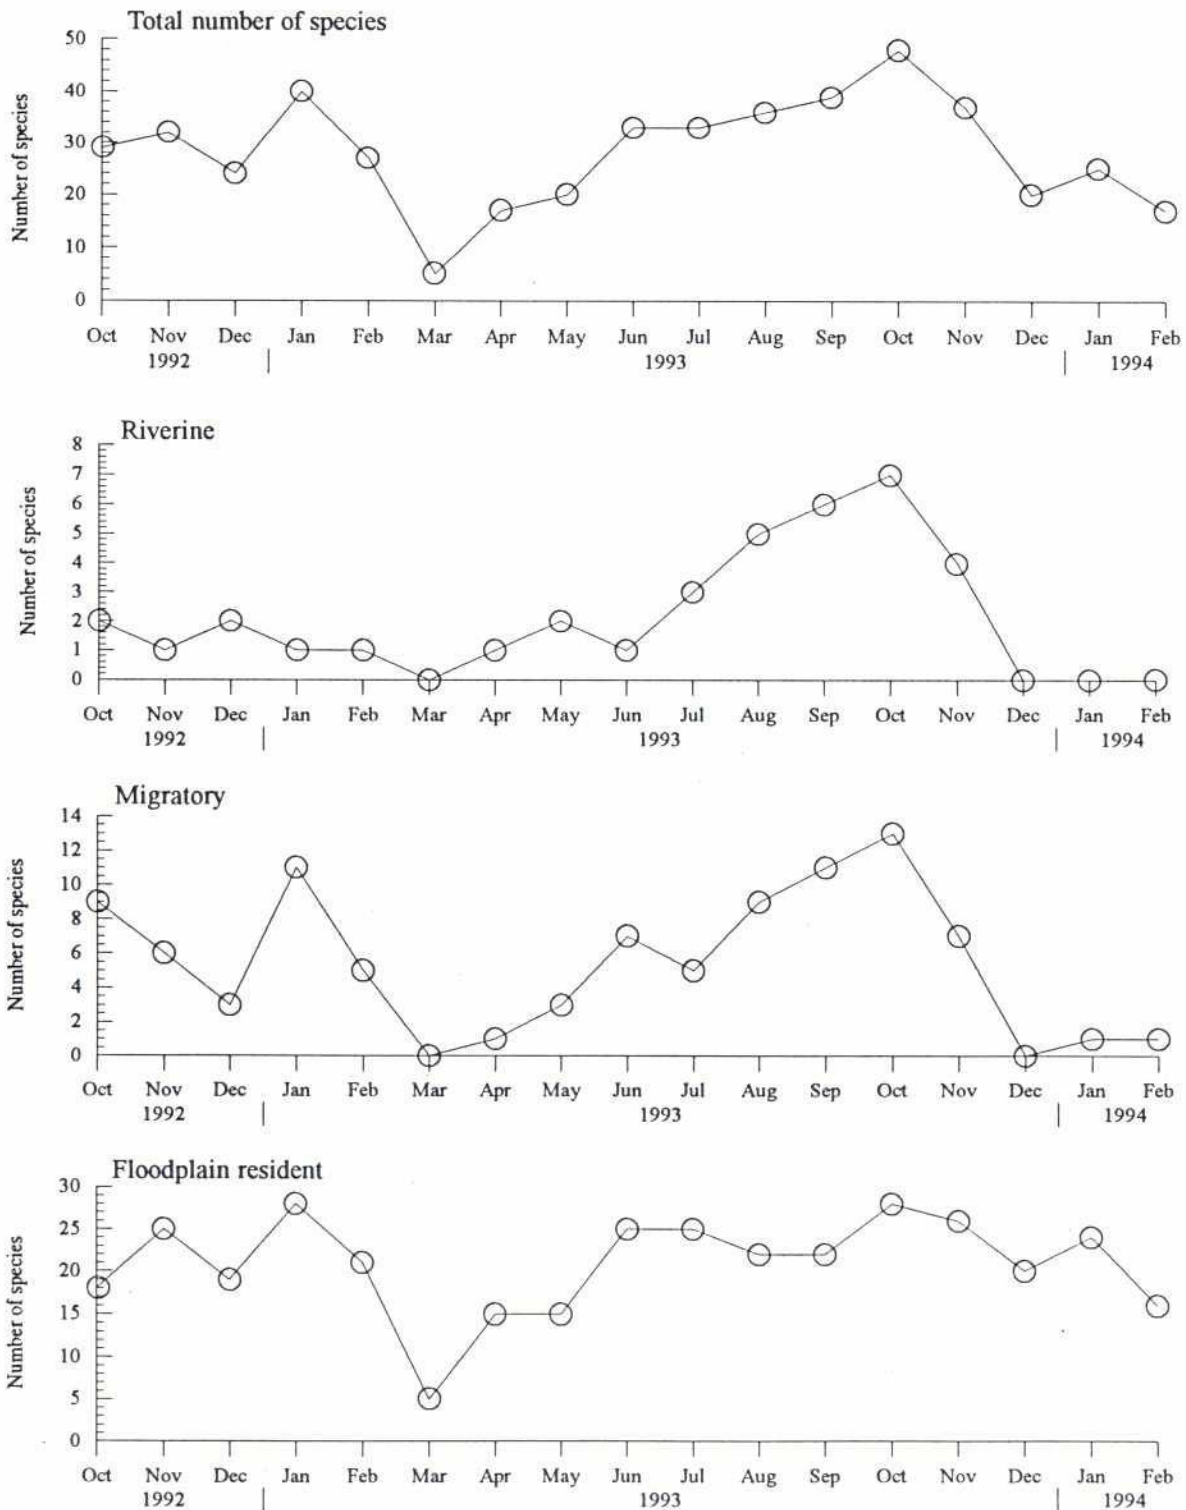 Total number of species
50
40
30
20
10
0
Number of species
Oct Nov Dec Jan Feb Mar Apr May Jun Jul Aug Sep Oct Nov Dec Jan Feb
1992 | 1993 | 1994
Riverine
8
7
6
5
4
3
2
1
0
Number of species
Oct Nov Dec Jan Feb Mar Apr May Jun Jul Aug Sep Oct Nov Dec Jan Feb
1992 | 1993 | 1994
Migratory
14
12
10
8
6
4
2
0
Number of species
Oct Nov Dec Jan Feb Mar Apr May Jun Jul Aug Sep Oct Nov Dec Jan Feb
1992 | 1993 | 1994
Floodplain resident
30
25
20
15
10
5
0
Number of species
Oct Nov Dec Jan Feb Mar Apr May Jun Jul Aug Sep Oct Nov Dec Jan Feb
1992 | 1993 | 1994